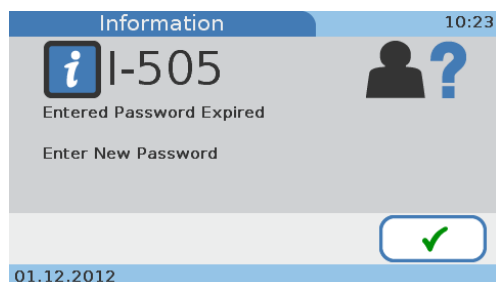 Information
10:23
i I-505
?
Entered Password Expired
Enter New Password
01.12.2012